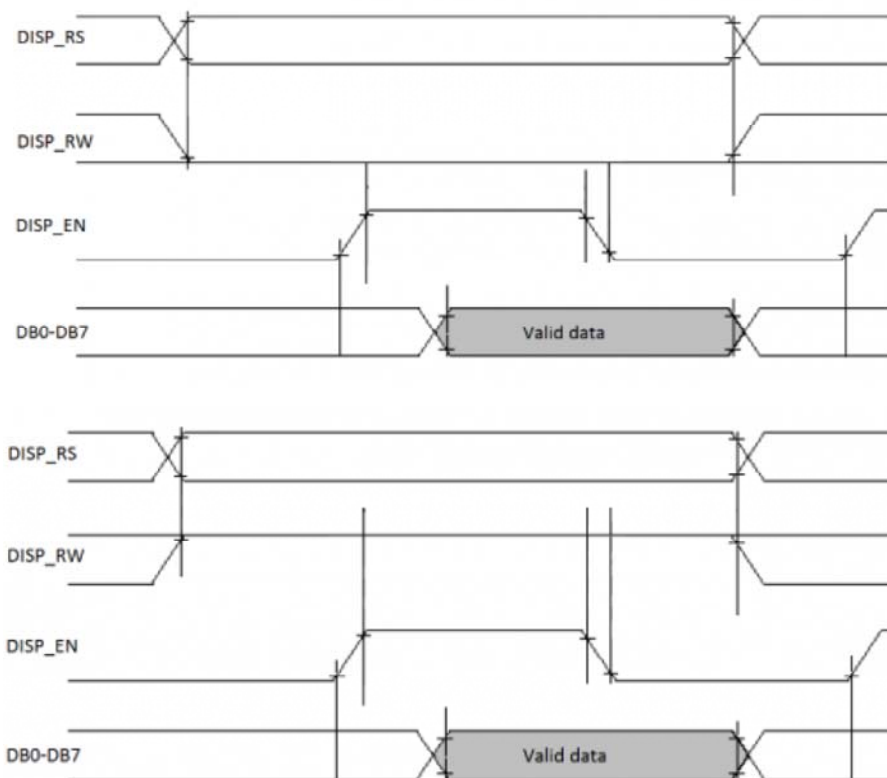 DISP_RS
DISP_RW
DISP_EN
DB0-DB7
Valid data
DISP_RS
DISP_RW
DISP_EN
DB0-DB7
Valid data